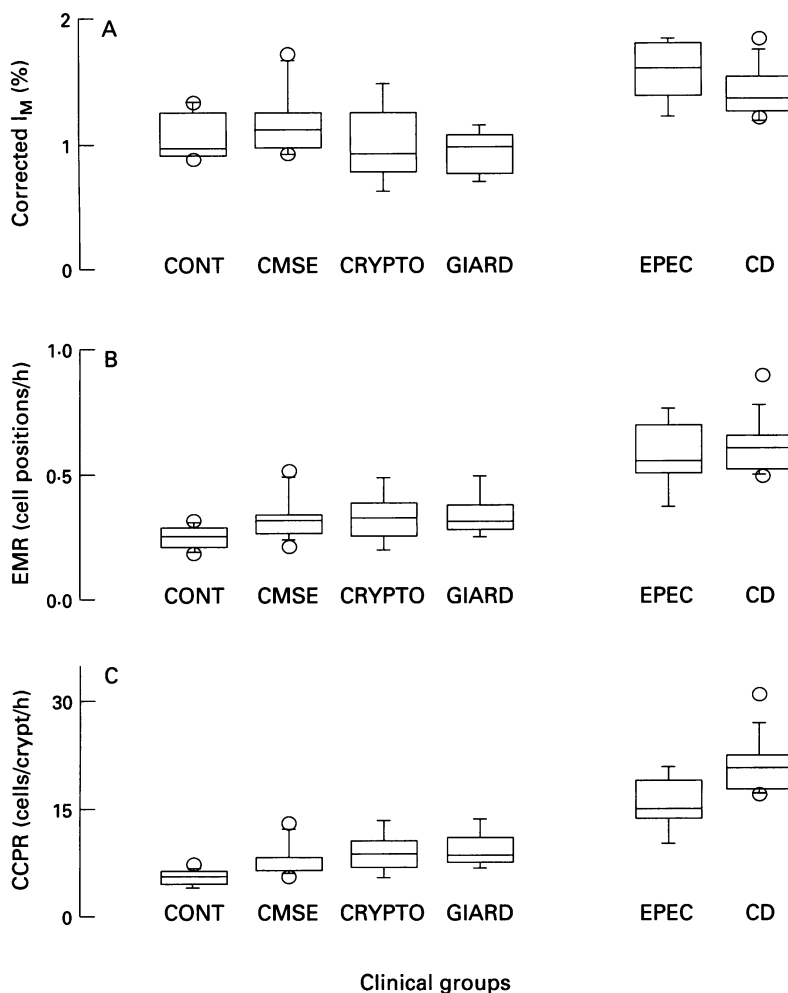 A
Corrected I_M (%)
2
1
0
CONT CMSE CRYPTO GIARD EPEC CD
B
EMR (cell positions/h)
1·0
0·5
0·0
CONT CMSE CRYPTO GIARD EPEC CD
C
CCPR (cells/crypt/h)
30
15
0
CONT CMSE CRYPTO GIARD EPEC CD
Clinical groups